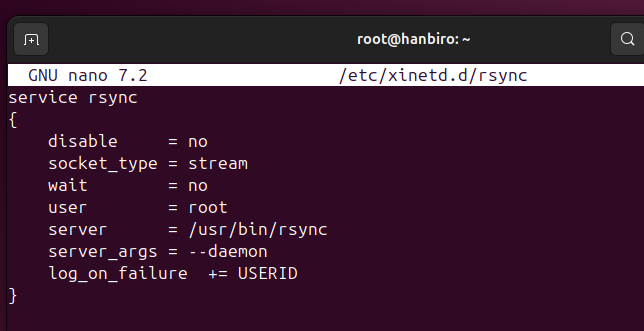 root@hanbiro: ~
GNU nano 7.2 /etc/xinetd.d/rsync
service rsync
{
    disable     = no
    socket_type = stream
    wait        = no
    user        = root
    server      = /usr/bin/rsync
    server_args = --daemon
    log_on_failure  += USERID
}